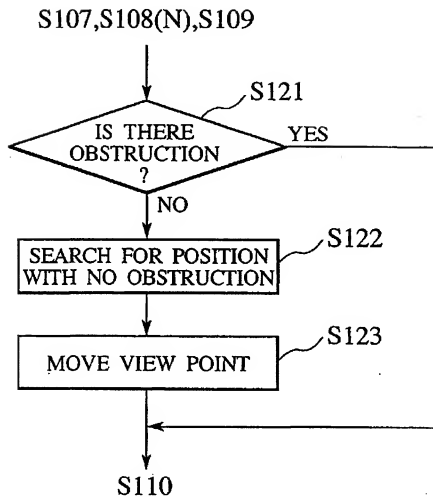 S107,S108(N),S109
S121
IS THERE
OBSTRUCTION
?
YES
NO
S122
SEARCH FOR POSITION
WITH NO OBSTRUCTION
S123
MOVE VIEW POINT
S110